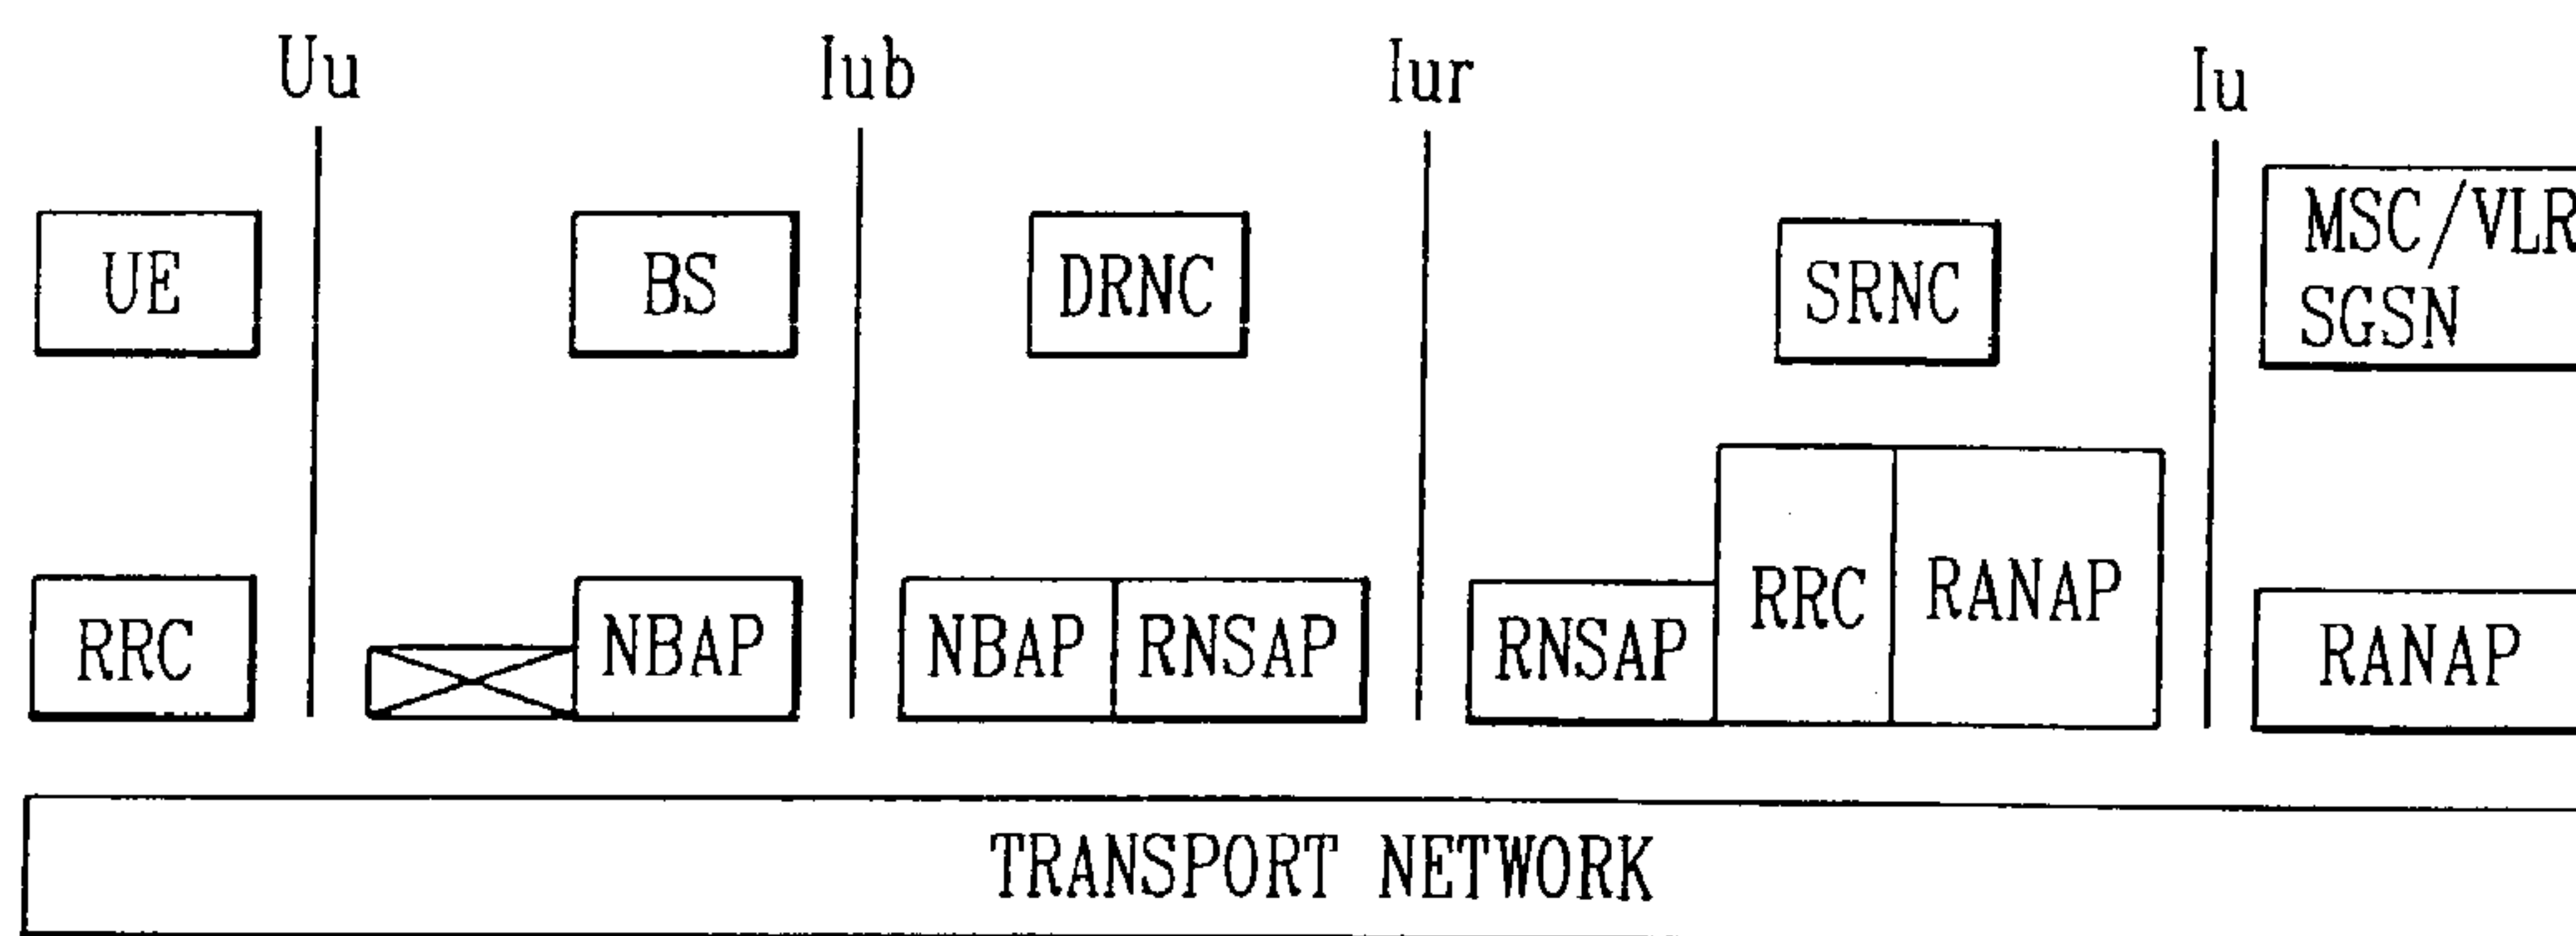 Uu Iub Iur Iu
UE BS DRNC SRNC MSC/VLR
SGSN
RRC NBAP NBAP RNSAP RNSAP RRC RANAP RANAP
TRANSPORT NETWORK